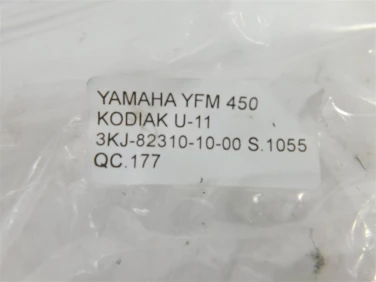 YAMAHA YFM 450
KODIAK U-11
3KJ-82310-10-00 S.1055
QC.177